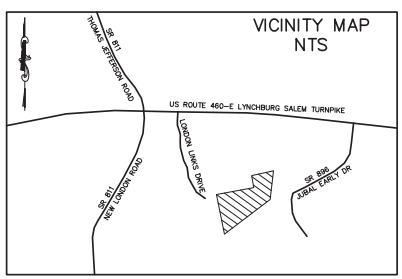 VICINITY MAP
NTS
SR 811
THOMAS JEFFERSON ROAD
US ROUTE 460-E LYNCHBURG SALEM TURNPIKE
LONDON LINKS DRIVE
SR 811
NEW LONDON ROAD
SR 896
JUBAL EARLY DR